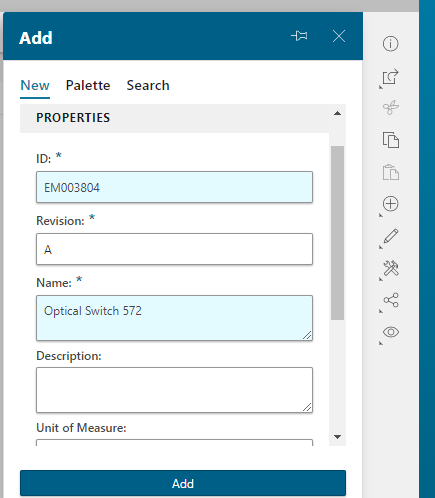 Add
New Palette Search
PROPERTIES
ID: *
EM003804
Revision: *
A
Name: *
Optical Switch 572
Description:
Unit of Measure:
Add